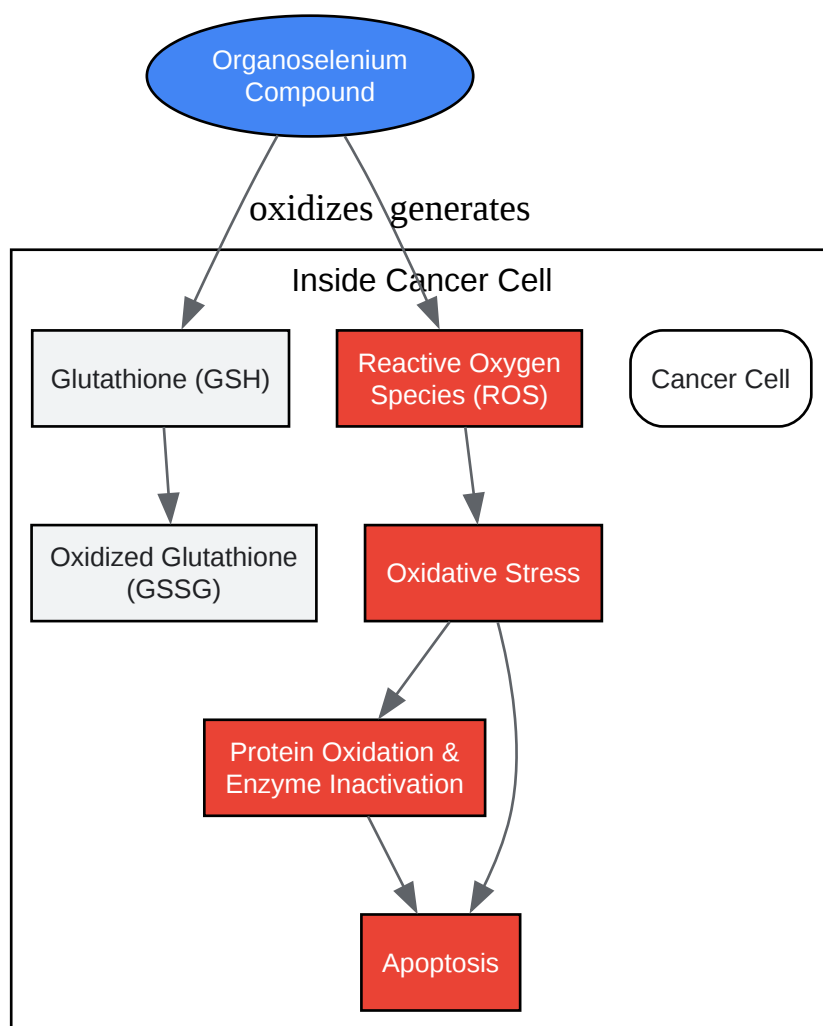 Organoselenium
Compound
oxidizes
generates
Inside Cancer Cell
Glutathione (GSH)
Reactive Oxygen
Species (ROS)
Cancer Cell
Oxidized Glutathione
(GSSG)
Oxidative Stress
Protein Oxidation &
Enzyme Inactivation
Apoptosis